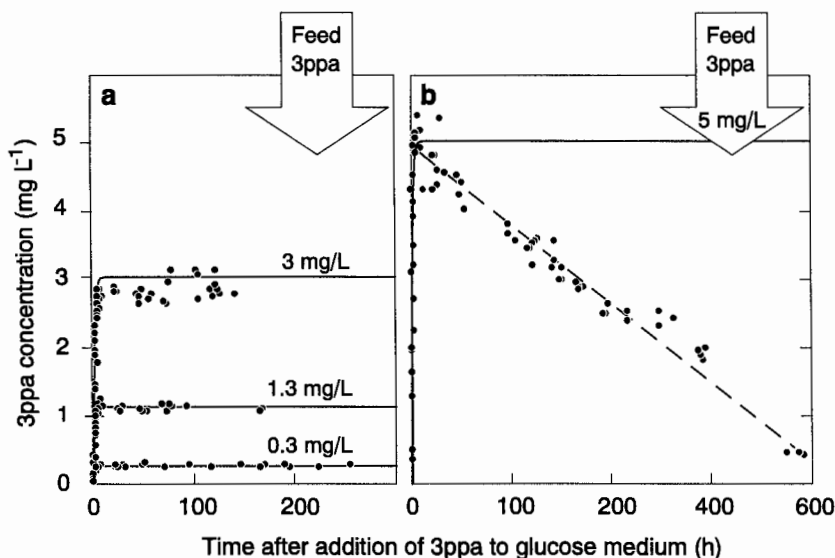 Feed
3ppa
Feed
3ppa
a
b
5 mg/L
3 mg/L
1.3 mg/L
0.3 mg/L
3ppa concentration (mg L⁻¹)
5
4
3
2
1
0
0 100 200
0 100 100 400 600
Time after addition of 3ppa to glucose medium (h)